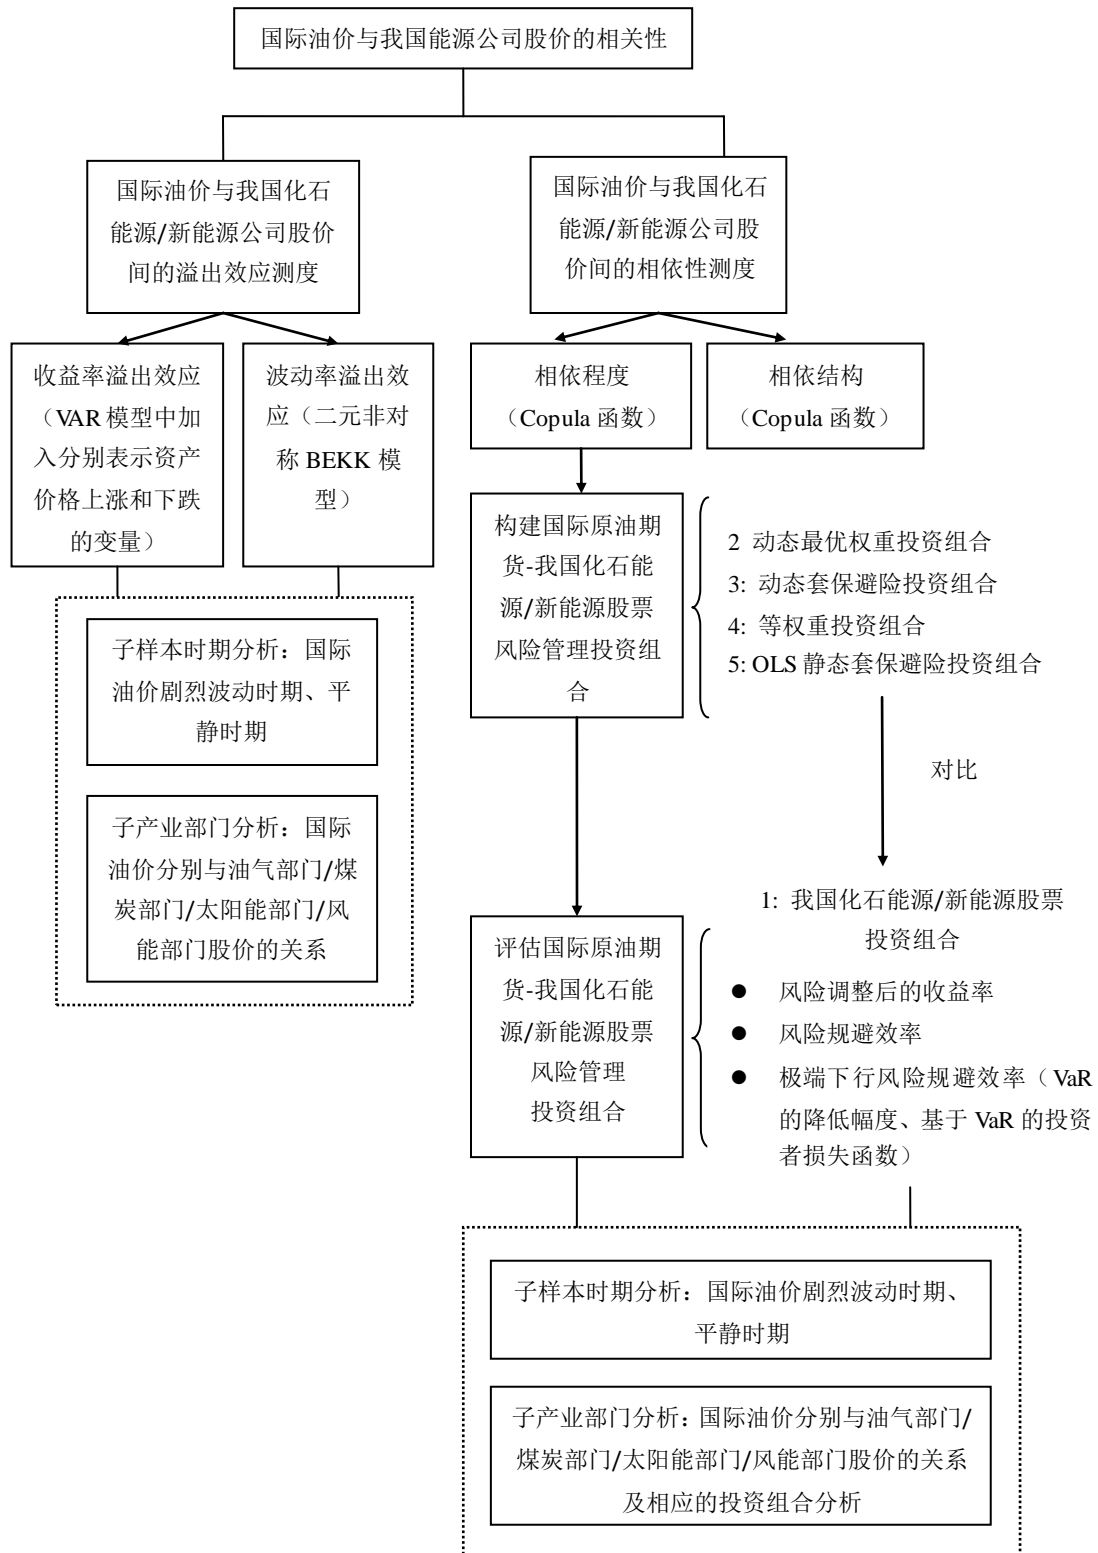 国际油价与我国能源公司股价的相关性
国际油价与我国化石
能源/新能源公司股价
间的溢出效应测度
国际油价与我国化石
能源/新能源公司股
价间的相依性测度
收益率溢出效应
（VAR 模型中加
入分别表示资产
价格上涨和下跌
的变量）
波动率溢出效
应（二元非对
称 BEKK 模
型）
相依程度
（Copula 函数）
相依结构
（Copula 函数）
子样本时期分析：国际
油价剧烈波动时期、平
静时期
子产业部门分析：国际
油价分别与油气部门/煤
炭部门/太阳能部门/风
能部门股价的关系
构建国际原油期
货-我国化石能
源/新能源股票
风险管理投资组
合
2 动态最优权重投资组合
3: 动态套保避险投资组合
4: 等权重投资组合
5: OLS 静态套保避险投资组合
对比
1: 我国化石能源/新能源股票
投资组合
评估国际原油期
货-我国化石能
源/新能源股票
风险管理
投资组合
● 风险调整后的收益率
● 风险规避效率
● 极端下行风险规避效率（VaR
的降低幅度、基于 VaR 的投资
者损失函数）
子样本时期分析：国际油价剧烈波动时期、
平静时期
子产业部门分析：国际油价分别与油气部门/
煤炭部门/太阳能部门/风能部门股价的关系
及相应的投资组合分析